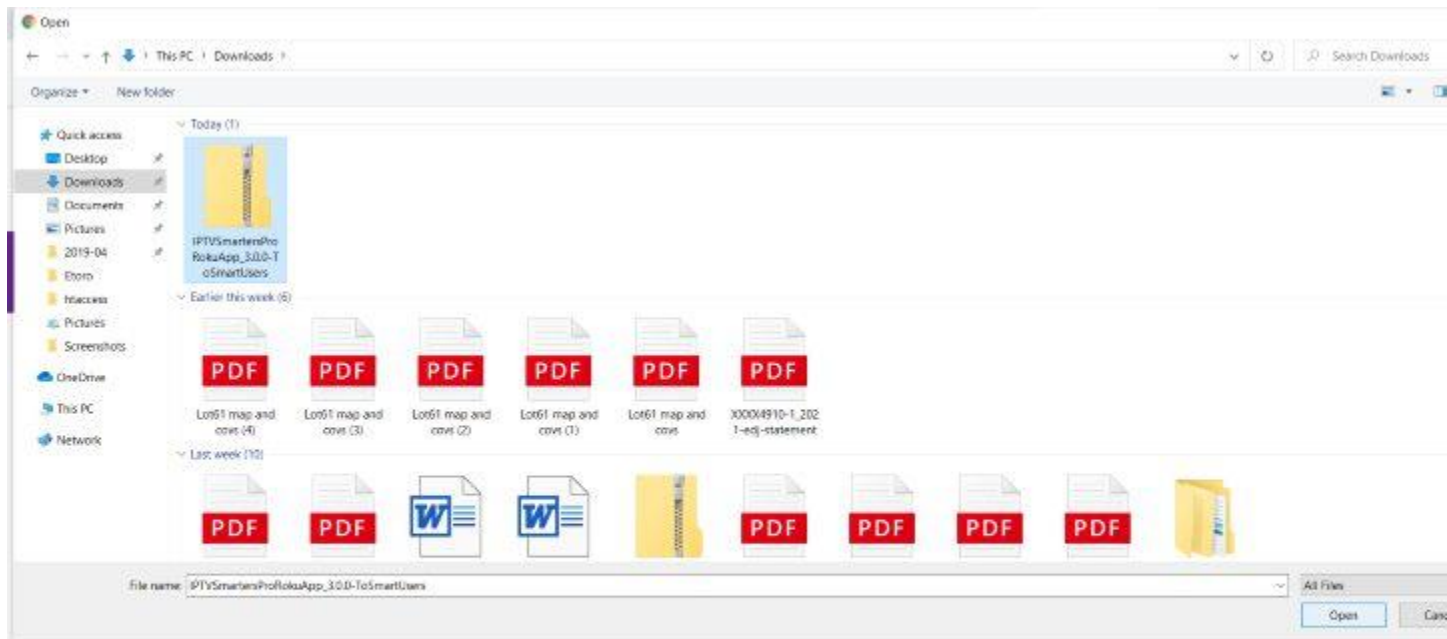 Open
This PC › Downloads ›
Search Downloads
Organize
New folder
Quick access
Desktop
Downloads
Documents
Pictures
2019-04
Etoro
htaccess
Pictures
Screenshots
OneDrive
This PC
Network
Today (1)
IPTVSmartersPro
RokuApp_3.0.0-T
oSmartUsers
Earlier this week (6)
PDF PDF PDF PDF PDF PDF
Lot61 map and
covs (4)
Lot61 map and
covs (3)
Lot61 map and
covs (2)
Lot61 map and
covs (1)
Lot61 map and
covs
XXXX4910-1_202
1-edj-statement
Last week (10)
PDF PDF W W PDF PDF PDF PDF
File name: IPTVSmartersProRokuApp_3.0.0-ToSmartUsers
All Files
Open
Canc